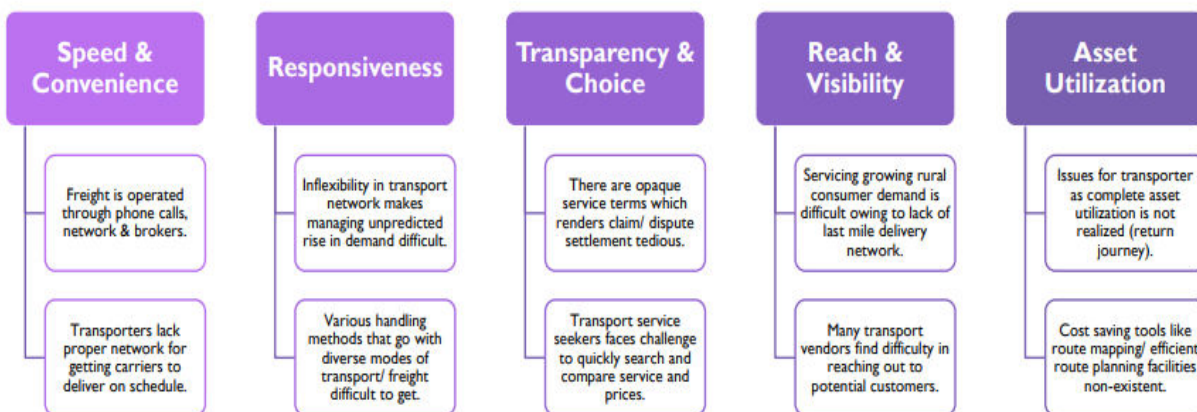 Speed &
Convenience
Freight is operated
through phone calls,
network & brokers.
Transporters lack
proper network for
getting carriers to
deliver on schedule.
Responsiveness
Inflexibility in transport
network makes
managing unpredicted
rise in demand difficult.
Various handling
methods that go with
diverse modes of
transport/ freight
difficult to get.
Transparency &
Choice
There are opaque
service terms which
renders claim/ dispute
settlement tedious.
Transport service
seekers faces challenge
to quickly search and
compare service and
prices.
Reach &
Visibility
Servicing growing rural
consumer demand is
difficult owing to lack of
last mile delivery
network.
Many transport
vendors find difficulty in
reaching out to
potential customers.
Asset
Utilization
Issues for transporter
as complete asset
utilization is not
realized (return
journey).
Cost saving tools like
route mapping/ efficient
route planning facilities
non-existent.